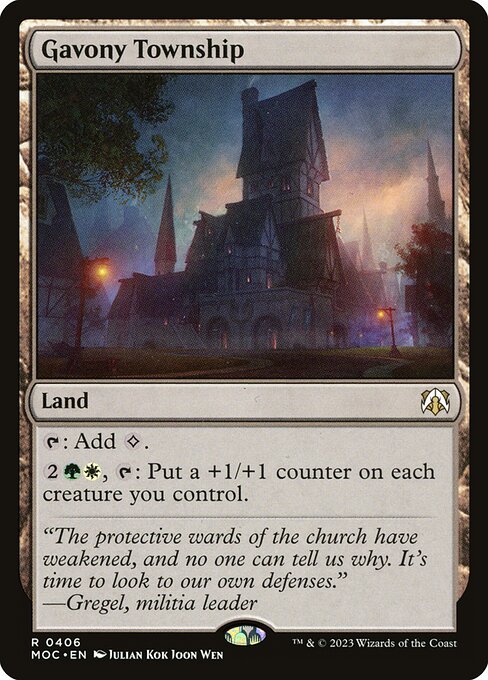 Gavony Township
Land
: Add .
2, : Put a +1/+1 counter on each
creature you control.
“The protective wards of the church have
weakened, and no one can tell us why. It’s
time to look to our own defenses.”
—Gregel, militia leader
R 0406
MOC • EN Julian Kok Joon Wen
™ & © 2023 Wizards of the Coast